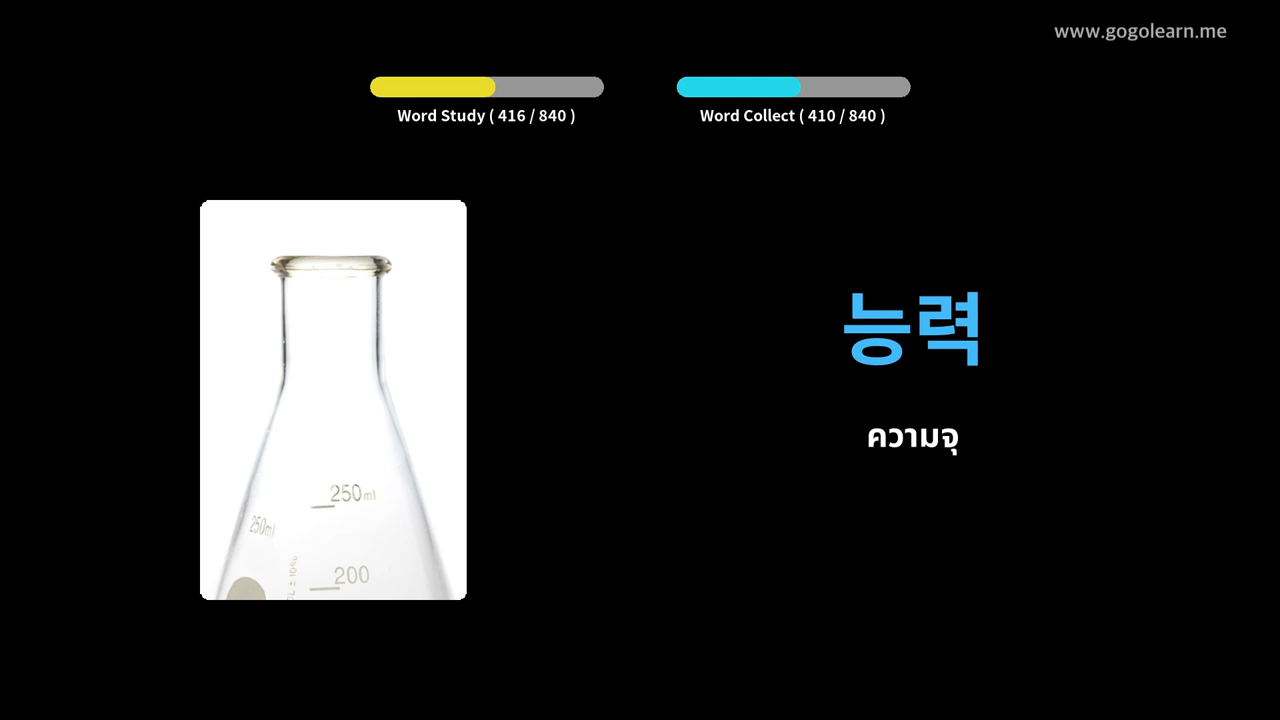 www.gogolearn.me
Word Study ( 416 / 840 )
Word Collect ( 410 / 840 )
능력
ความจุ
250ml
250ml
200